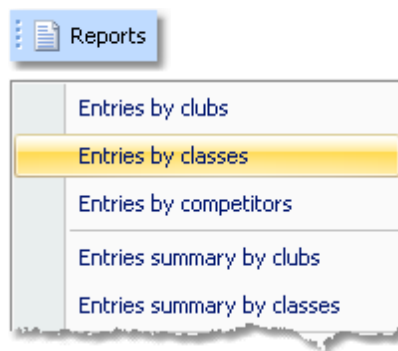 Reports
Entries by clubs
Entries by classes
Entries by competitors
Entries summary by clubs
Entries summary by classes